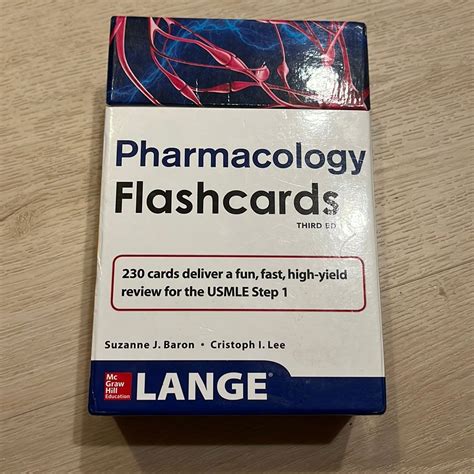 Pharmacology
Flashcards
THIRD ED
230 cards deliver a fun, fast, high-yield
review for the USMLE Step 1
Suzanne J. Baron • Cristoph I. Lee
Mc
Graw
Hill
Education
LANGE®